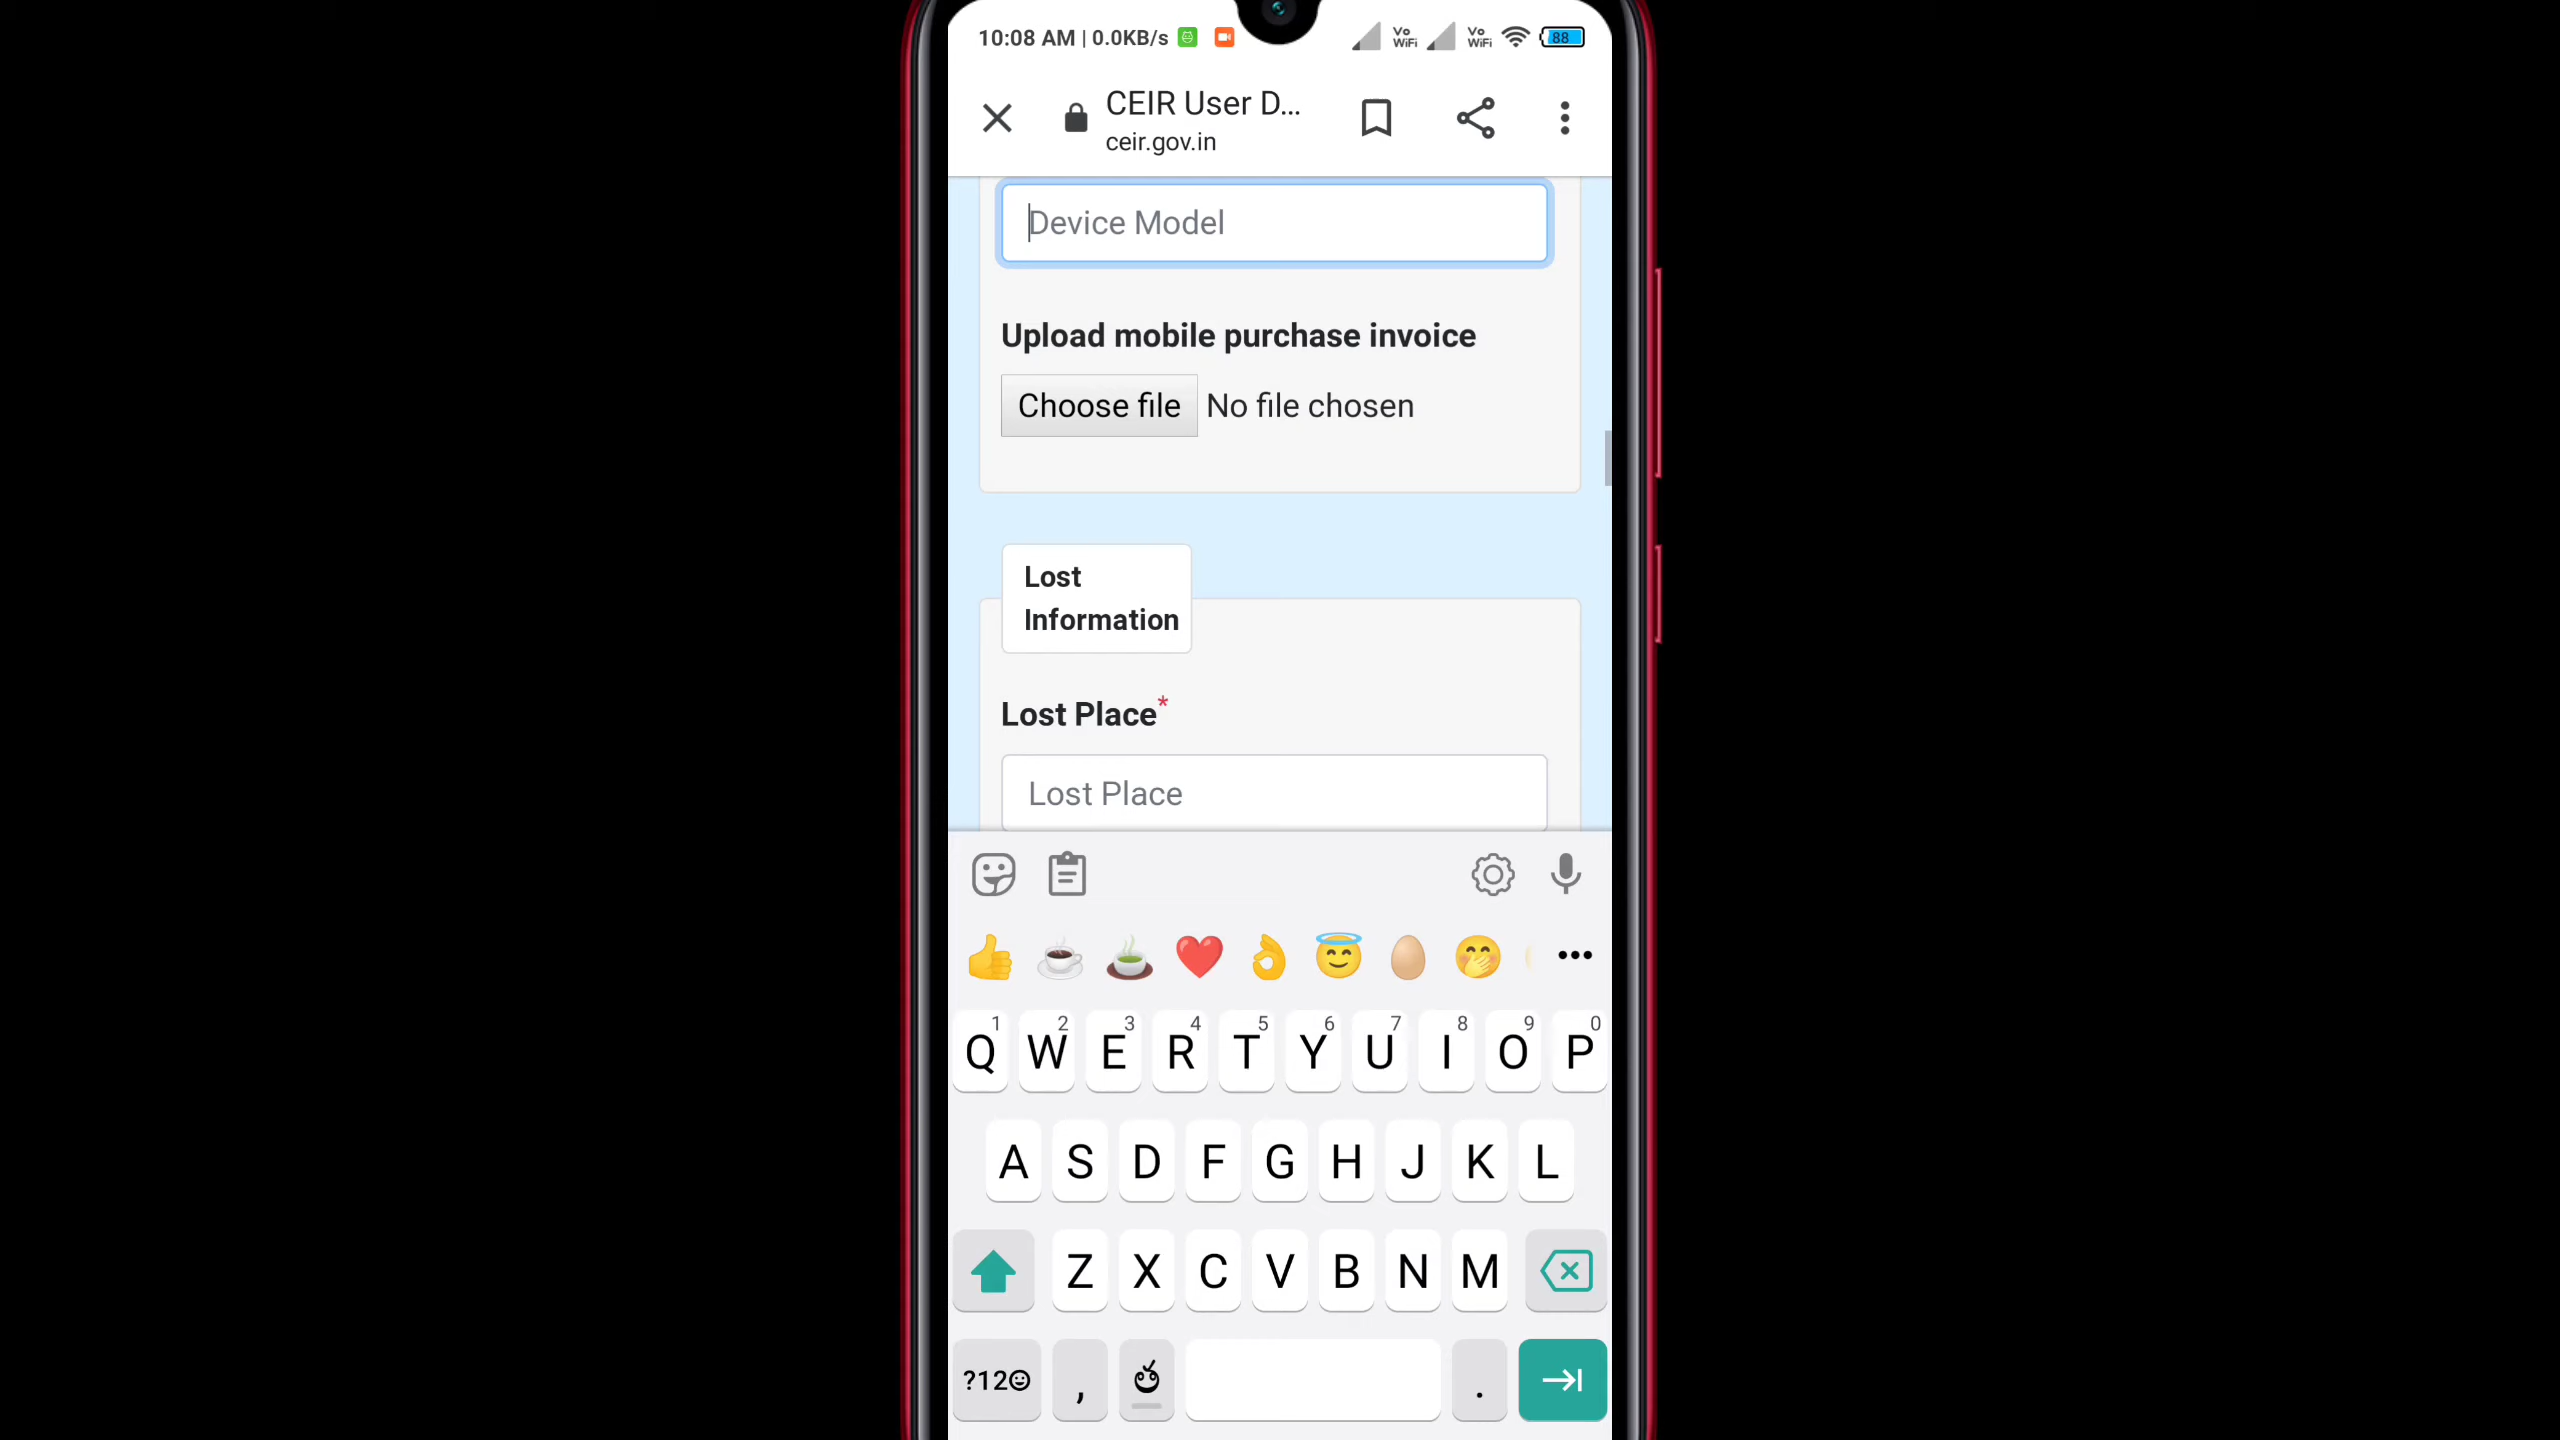 10:08 AM | 0.0KB/s Vo WiFi Vo WiFi 88
CEIR User D...
ceir.gov.in
Device Model
Upload mobile purchase invoice
Choose file No file chosen
Lost
Information
Lost Place*
Lost Place
1 2 3 4 5 6 7 8 9 0
Q W E R T Y U I O P
A S D F G H J K L
Z X C V B N M
?12☺ , త .